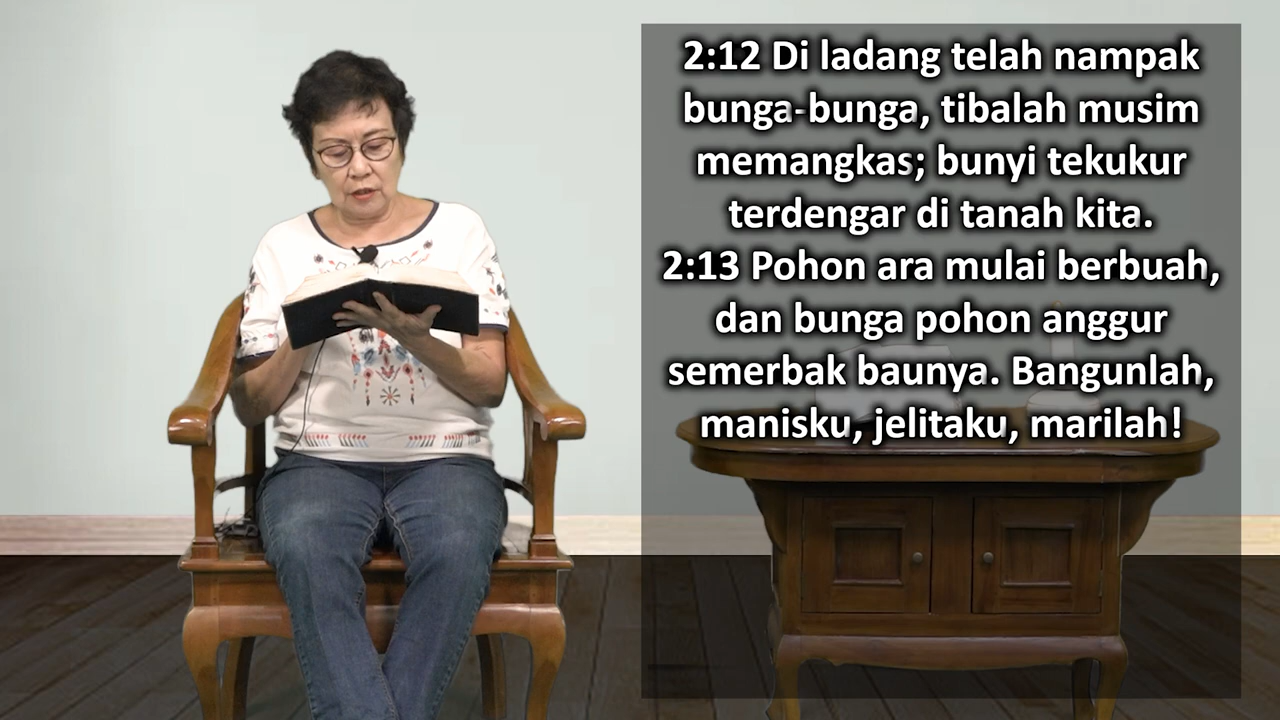 2:12 Di ladang telah nampak
bunga-bunga, tibalah musim
memangkas; bunyi tekukur
terdengar di tanah kita.
2:13 Pohon ara mulai berbuah,
dan bunga pohon anggur
semerbak baunya. Bangunlah,
manisku, jelitaku, marilah!